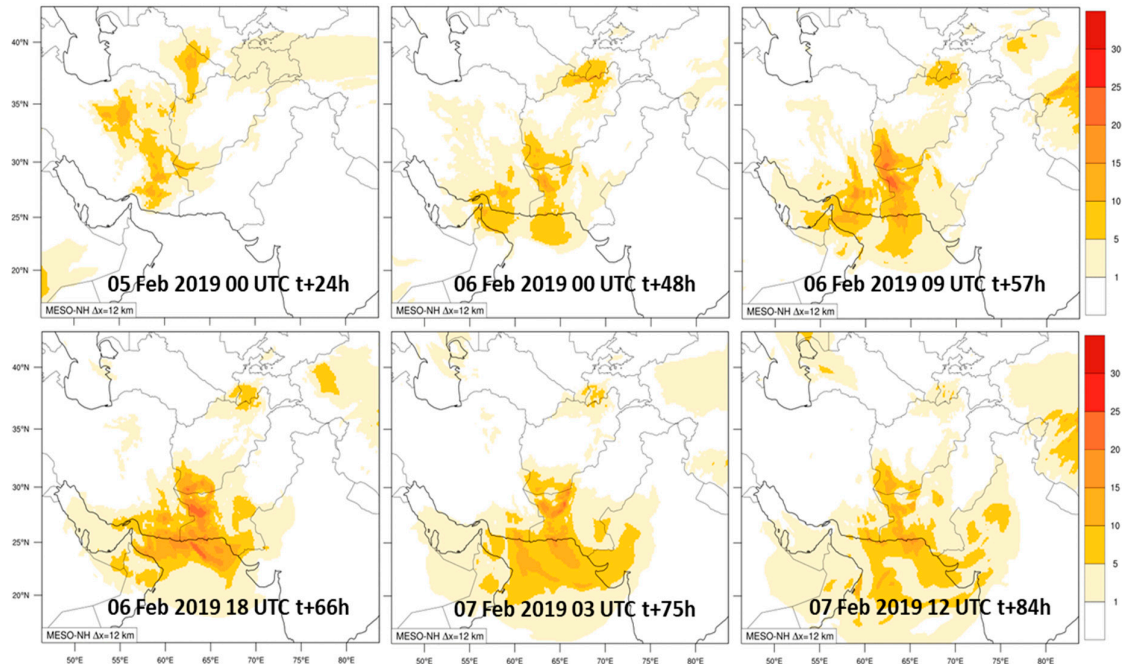 40°N
35°N
30°N
25°N
20°N
05 Feb 2019 00 UTC t+24h
MESO-NH Δx=12 km
06 Feb 2019 00 UTC t+48h
MESO-NH Δx=12 km
06 Feb 2019 09 UTC t+57h
MESO-NH Δx=12 km
30
25
20
15
10
5
1
40°N
35°N
30°N
25°N
20°N
06 Feb 2019 18 UTC t+66h
MESO-NH Δx=12 km
07 Feb 2019 03 UTC t+75h
MESO-NH Δx=12 km
07 Feb 2019 12 UTC t+84h
MESO-NH Δx=12 km
30
25
20
15
10
5
1
50°E 55°E 60°E 65°E 70°E 75°E 80°E
50°E 55°E 60°E 65°E 70°E 75°E 80°E
50°E 55°E 60°E 65°E 70°E 75°E 80°E